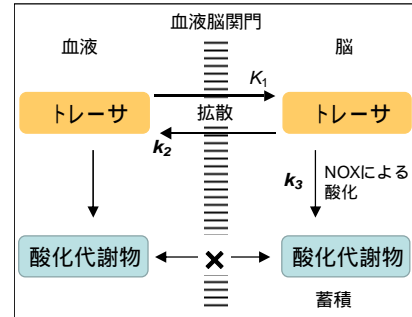 血液脳関門
血液
脳
K1
トレーサ
拡散
トレーサ
k2
k3
NOXによる
酸化
酸化代謝物
×
酸化代謝物
蓄積